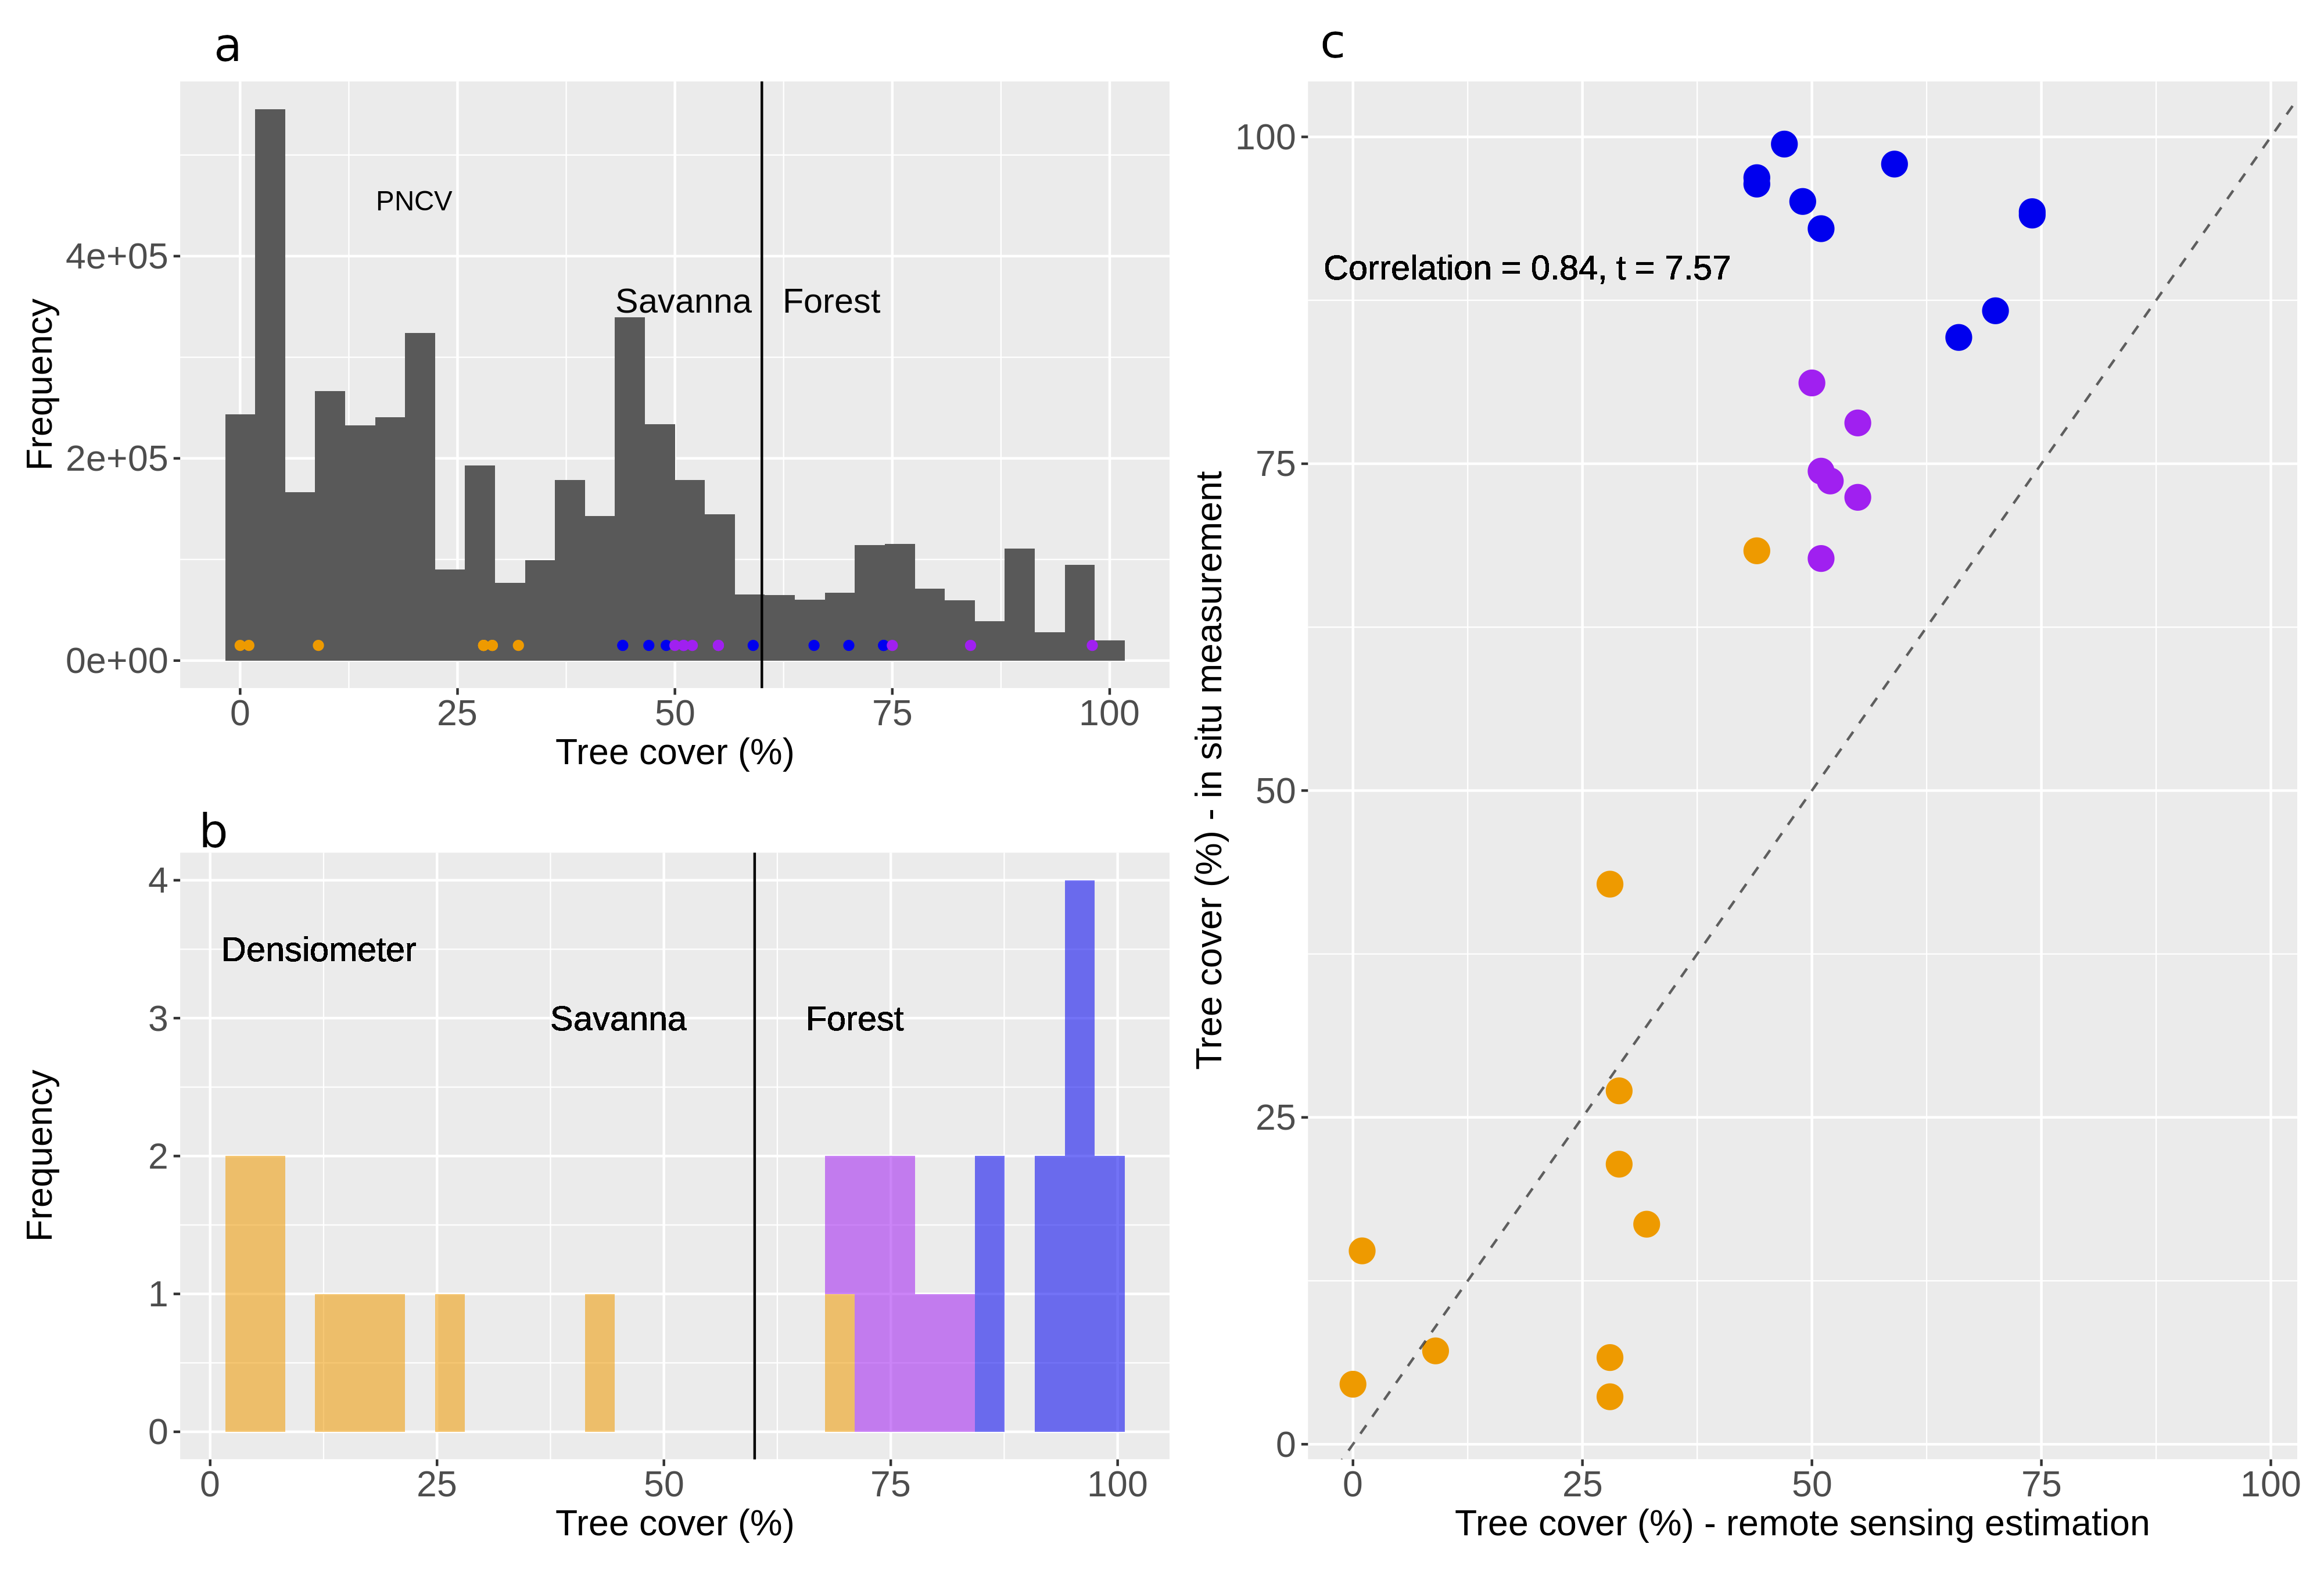 a
PNCV
Savanna
Forest
Frequency
4e+05
2e+05
0e+00
0
25
50
75
100
Tree cover (%)
b
Densiometer
Savanna
Forest
Frequency
4
3
2
1
0
0
25
50
75
100
Tree cover (%)
c
Correlation = 0.84, t = 7.57
Tree cover (%) - in situ measurement
100
75
50
25
0
0
25
50
75
100
Tree cover (%) - remote sensing estimation